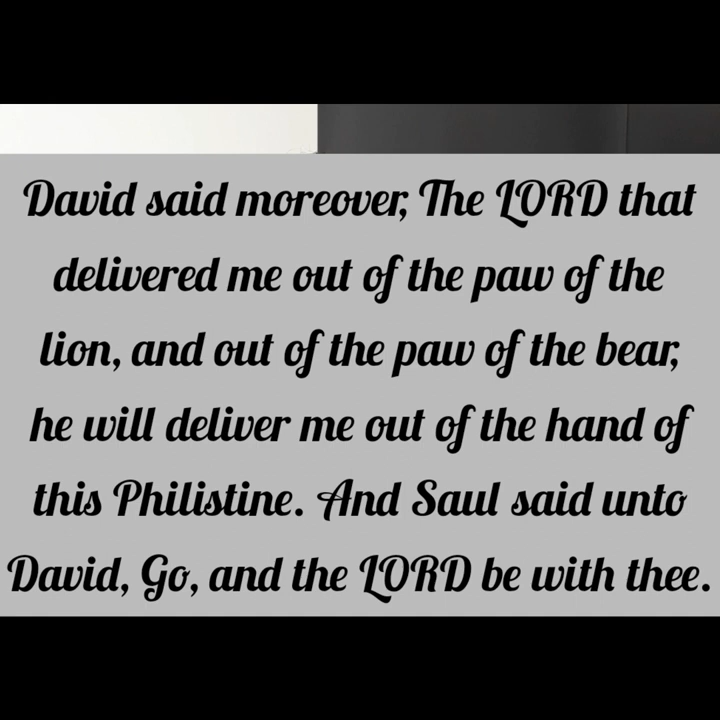 David said moreover, The LORD that
delivered me out of the paw of the
lion, and out of the paw of the bear,
he will deliver me out of the hand of
this Philistine. And Saul said unto
David, Go, and the LORD be with thee.